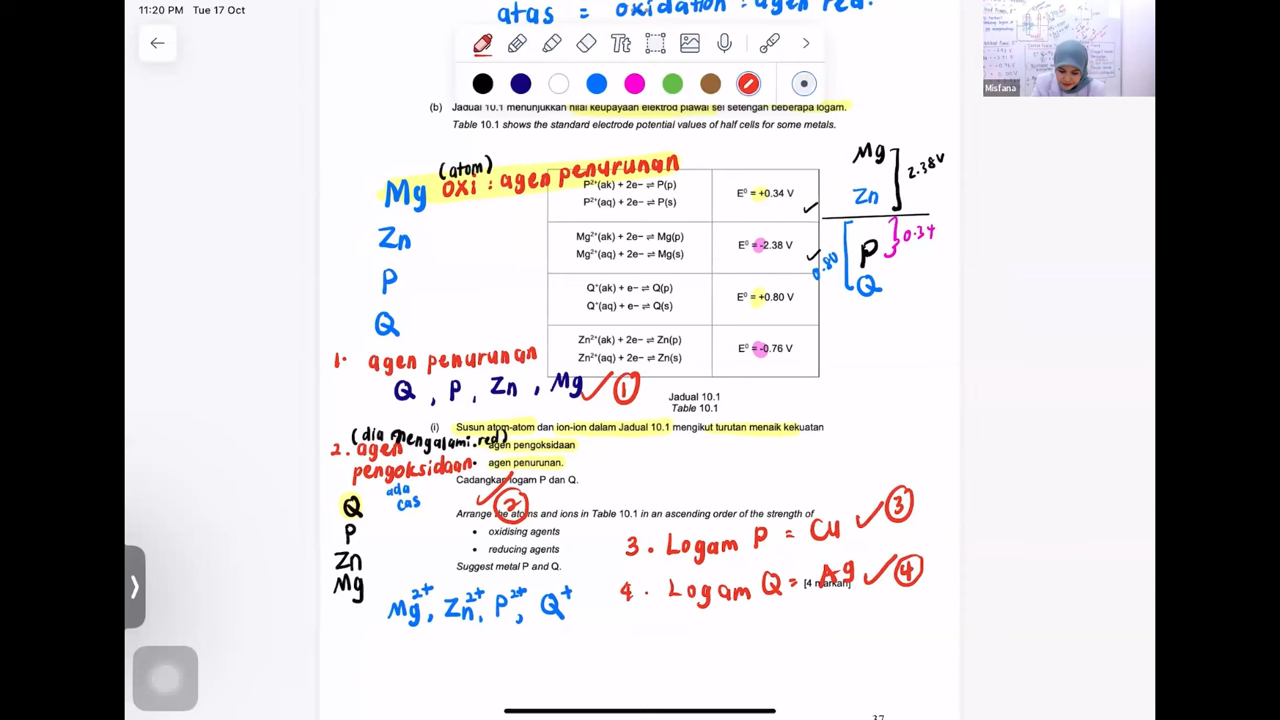 11:20 PM Tue 17 Oct
atas = oxidation : agen red.
Tt
Misfana
(b) Jadual 10.1 menunjukkan nilai keupayaan elektrod piawai sel setengah beberapa logam.
Table 10.1 shows the standard electrode potential values of half cells for some metals.
(atom)
Mg oxi : agen penurunan
Zn
P
Q
P²⁺(ak) + 2e- ⇌ P(p)
P²⁺(aq) + 2e- ⇌ P(s)
E⁰ = +0.34 V
Mg²⁺(ak) + 2e- ⇌ Mg(p)
Mg²⁺(aq) + 2e- ⇌ Mg(s)
E⁰ = -2.38 V
Q⁺(ak) + e- ⇌ Q(p)
Q⁺(aq) + e- ⇌ Q(s)
E⁰ = +0.80 V
Zn²⁺(ak) + 2e- ⇌ Zn(p)
Zn²⁺(aq) + 2e- ⇌ Zn(s)
E⁰ = -0.76 V
Mg
Zn
2.38V
P
Q
0.34
0.80
1. agen penurunan
Q, P, Zn, Mg ✓ ①
Jadual 10.1
Table 10.1
(i) Susun atom-atom dan ion-ion dalam Jadual 10.1 mengikut turutan menaik kekuatan
• agen pengoksidaan
• agen penurunan.
Cadangkan logam P dan Q.
(dia mengalami red)
2. agen
pengoksidaan
ada
cas
✓ ②
Q
P
Zn
Mg
Arrange the atoms and ions in Table 10.1 in an ascending order of the strength of
• oxidising agents
• reducing agents
Suggest metal P and Q.
[4 markah]
Mg²⁺, Zn²⁺, P²⁺, Q⁺
3. Logam P = Cu ✓ ③
4. Logam Q = Ag ✓ ④
37